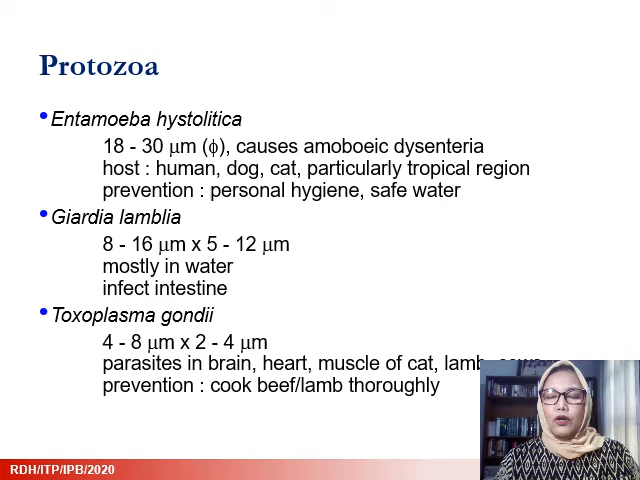 Protozoa
• Entamoeba hystolitica
18 - 30 μm (ϕ), causes amoboeic dysenteria
host : human, dog, cat, particularly tropical region
prevention : personal hygiene, safe water
• Giardia lamblia
8 - 16 μm x 5 - 12 μm
mostly in water
infect intestine
• Toxoplasma gondii
4 - 8 μm x 2 - 4 μm
parasites in brain, heart, muscle of cat, lamb, cows
prevention : cook beef/lamb thoroughly
RDH/ITP/IPB/2020